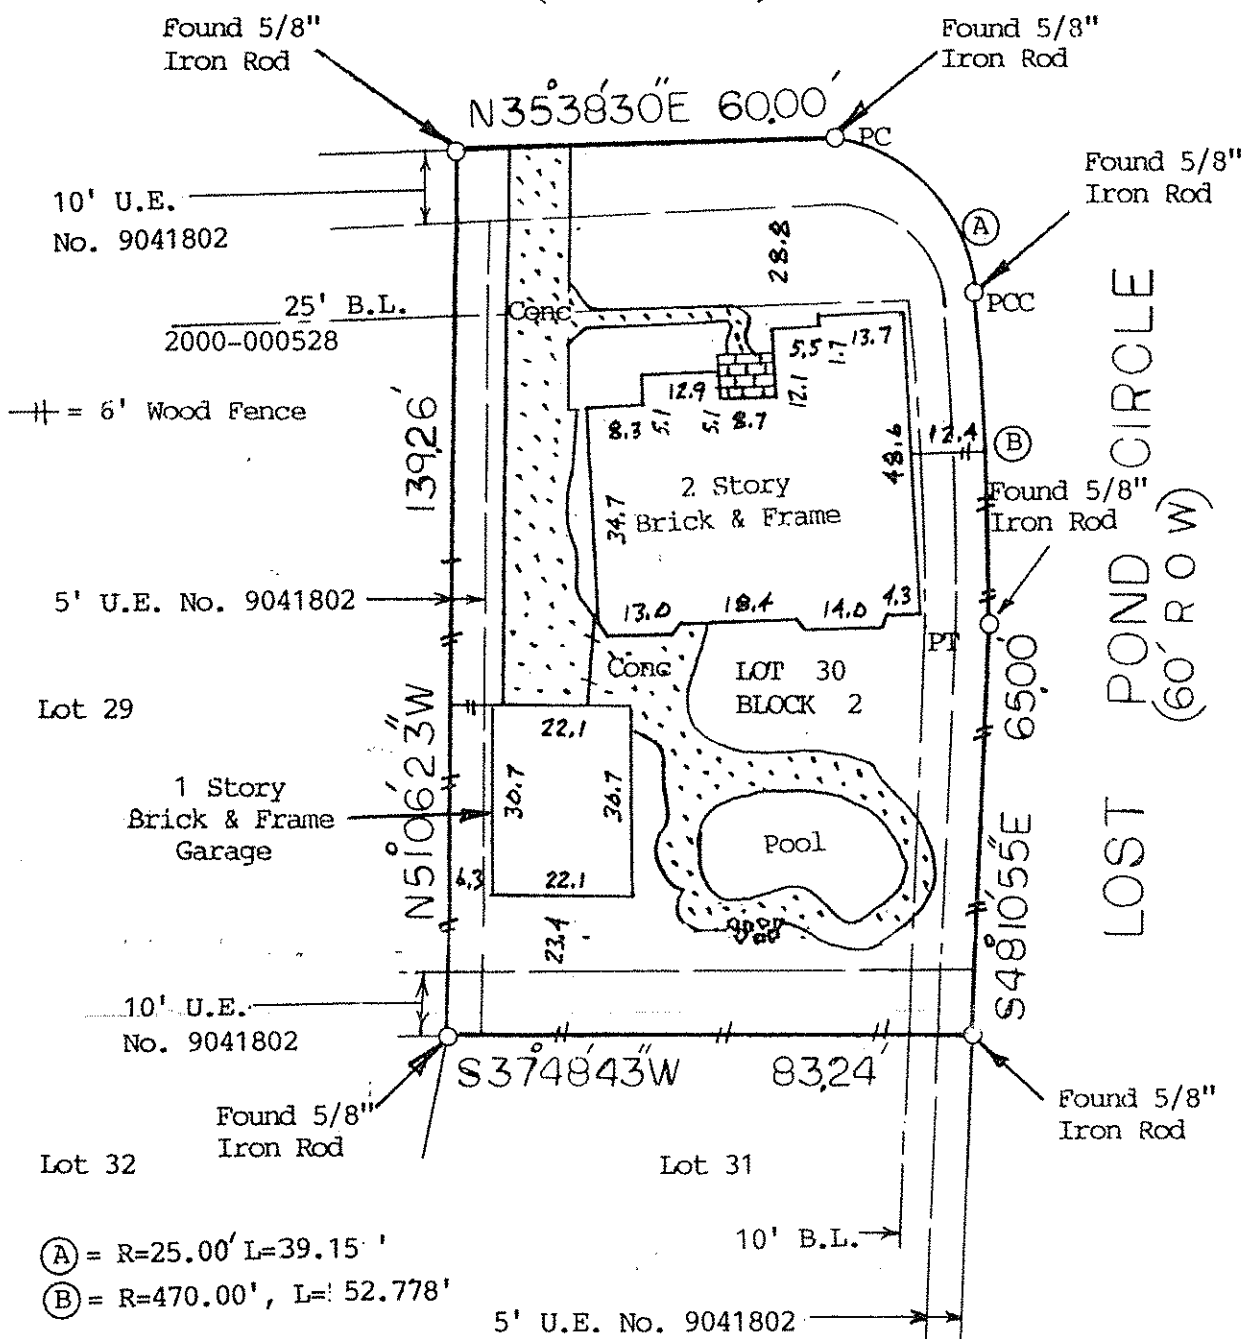 Found 5/8"
Iron Rod
Found 5/8"
Iron Rod
N35°38'30"E 60.00'
PC
Found 5/8"
Iron Rod
10' U.E.
No. 9041802
A
28.8
PCC
25' B.L.
Conc
2000-000528
5.5
1.7
13.7
12.9
12.1
= 6' Wood Fence
8.3
5.1
5.1
8.7
48.6
12.4
B
139.26'
2 Story
Brick & Frame
34.7
Found 5/8"
Iron Rod
LOST POND CIRCLE
(60' R O W)
5' U.E. No. 9041802
13.0
18.4
14.0
4.3
PT
Conc
LOT 30
BLOCK 2
Lot 29
65.00'
22.1
1 Story
Brick & Frame
Garage
30.7
36.7
Pool
N51°06'23"W
6.3
22.1
23.4
S48°10'55"E
10' U.E.
No. 9041802
S37°48'43"W 83.24'
Found 5/8"
Iron Rod
Found 5/8"
Iron Rod
Lot 32
Lot 31
10' B.L.
A = R=25.00' L=39.15 '
B = R=470.00', L= 52.778'
5' U.E. No. 9041802